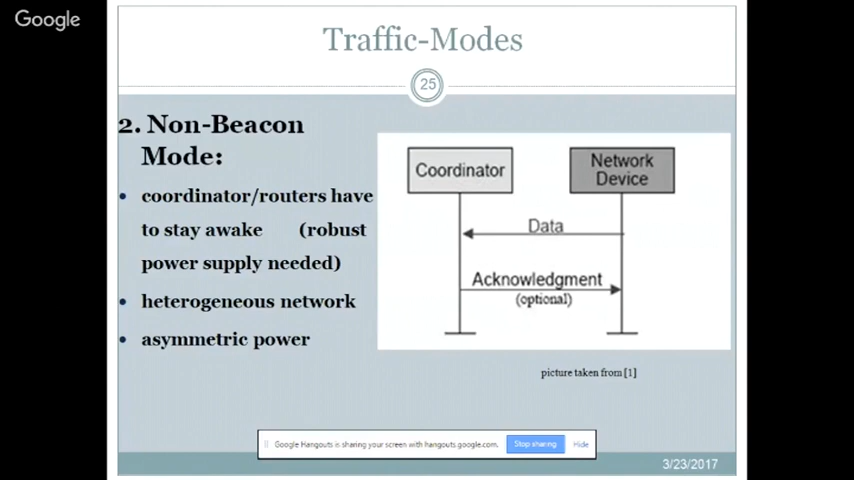 Google
Traffic-Modes
25
2. Non-Beacon
Mode:
• coordinator/routers have
to stay awake (robust
power supply needed)
• heterogeneous network
• asymmetric power
Coordinator
Network
Device
Data
Acknowledgment
(optional)
picture taken from [1]
Google Hangouts is sharing your screen with hangouts.google.com.
Stop sharing
Hide
3/23/2017